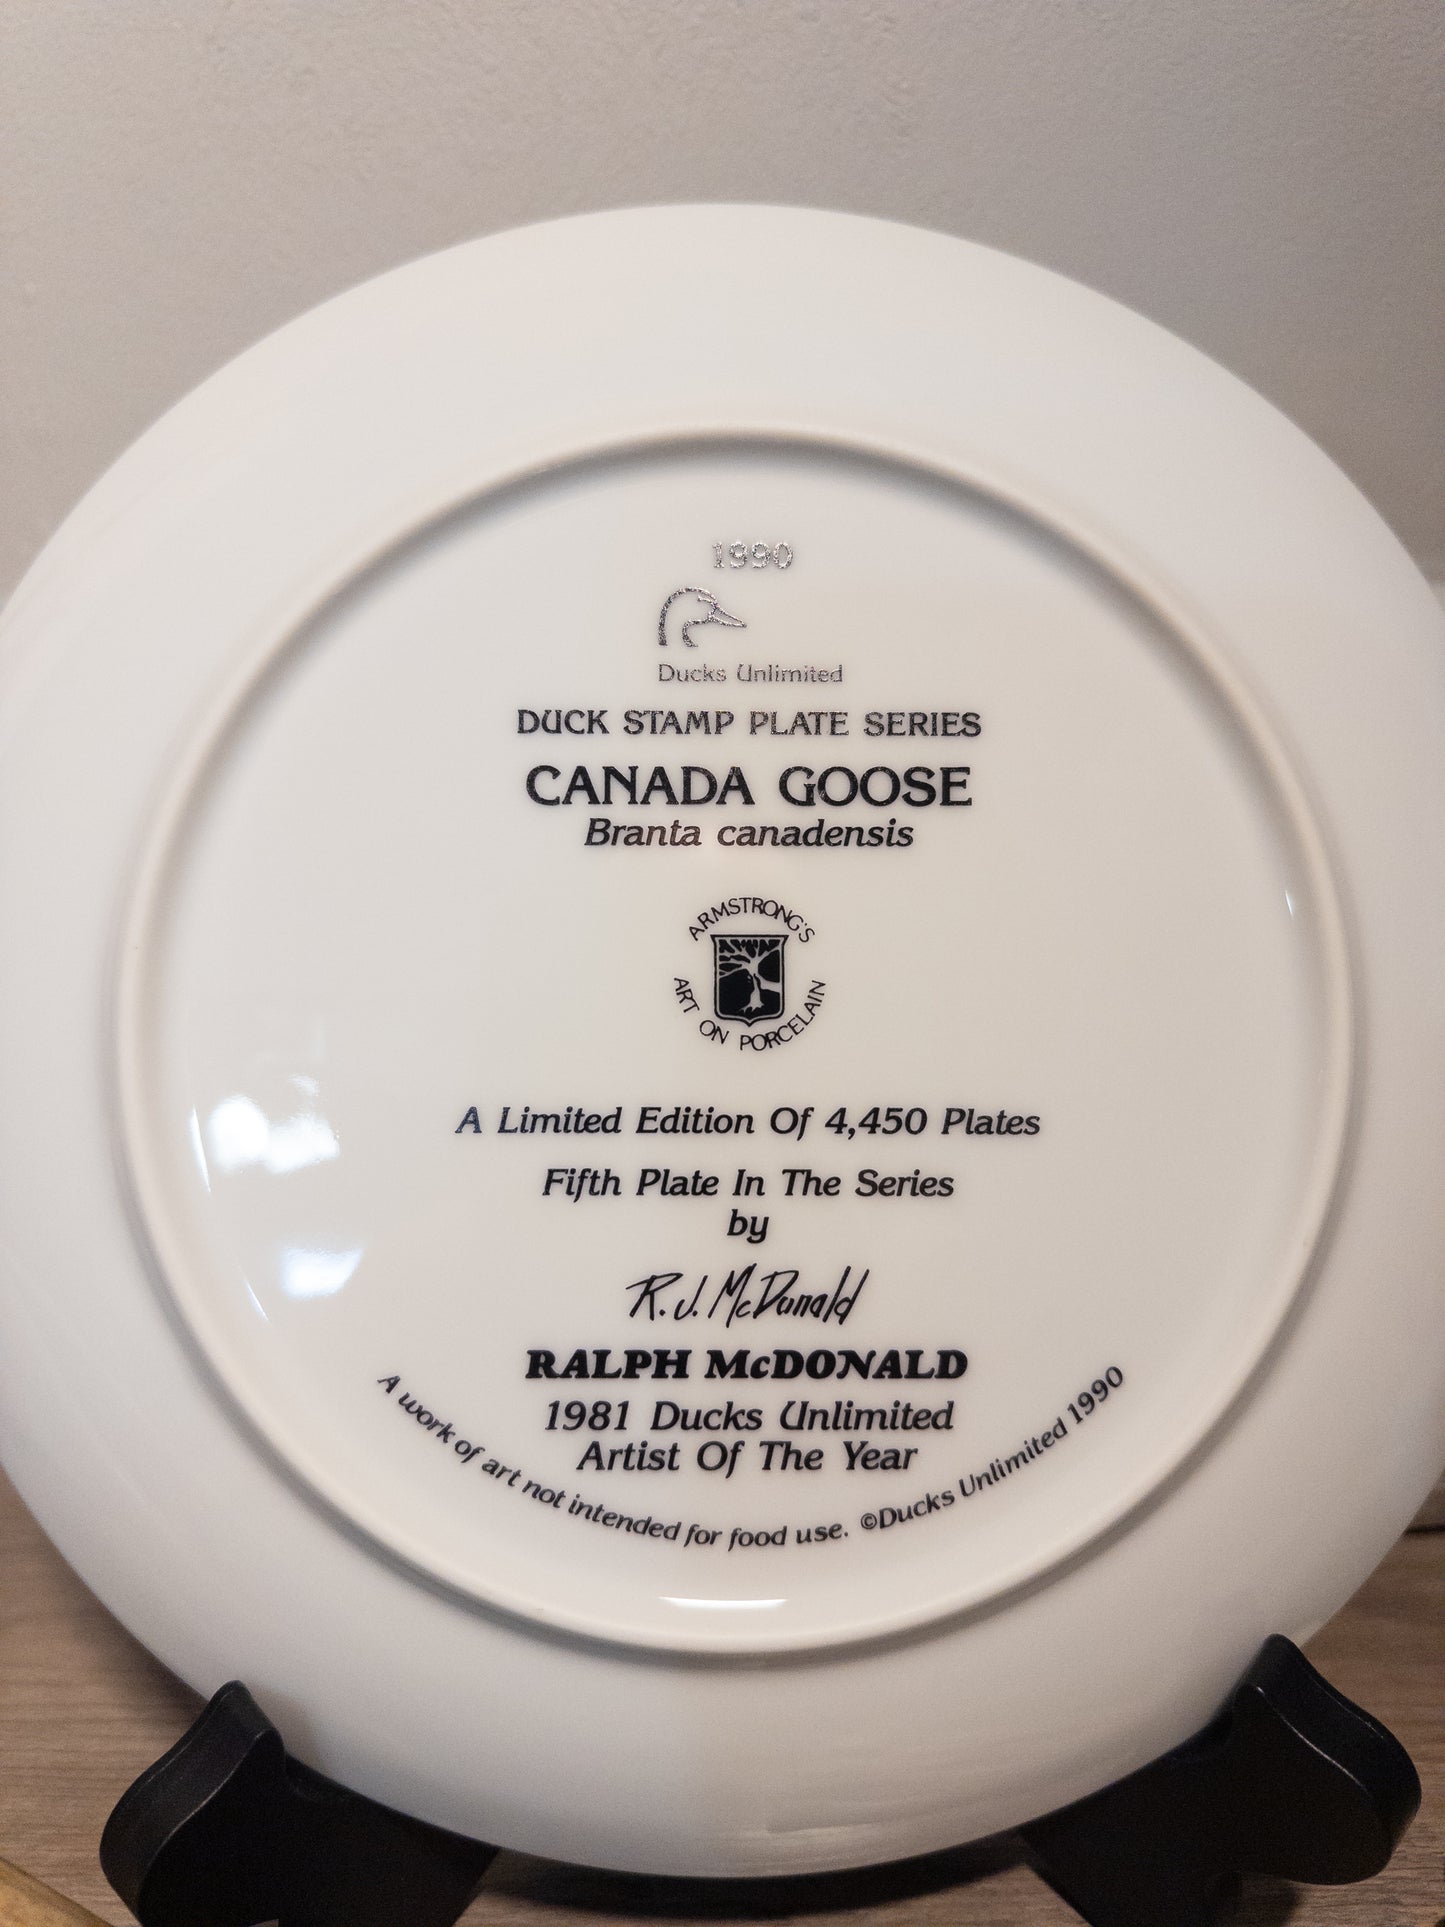 1990
Ducks Unlimited
DUCK STAMP PLATE SERIES
CANADA GOOSE
Branta canadensis
ARMSTRONG'S
ART ON PORCELAIN
A Limited Edition Of 4,450 Plates
Fifth Plate In The Series
by
R. J. McDonald
RALPH McDONALD
1981 Ducks Unlimited
Artist Of The Year
A work of art not intended for food use. ©Ducks Unlimited 1990